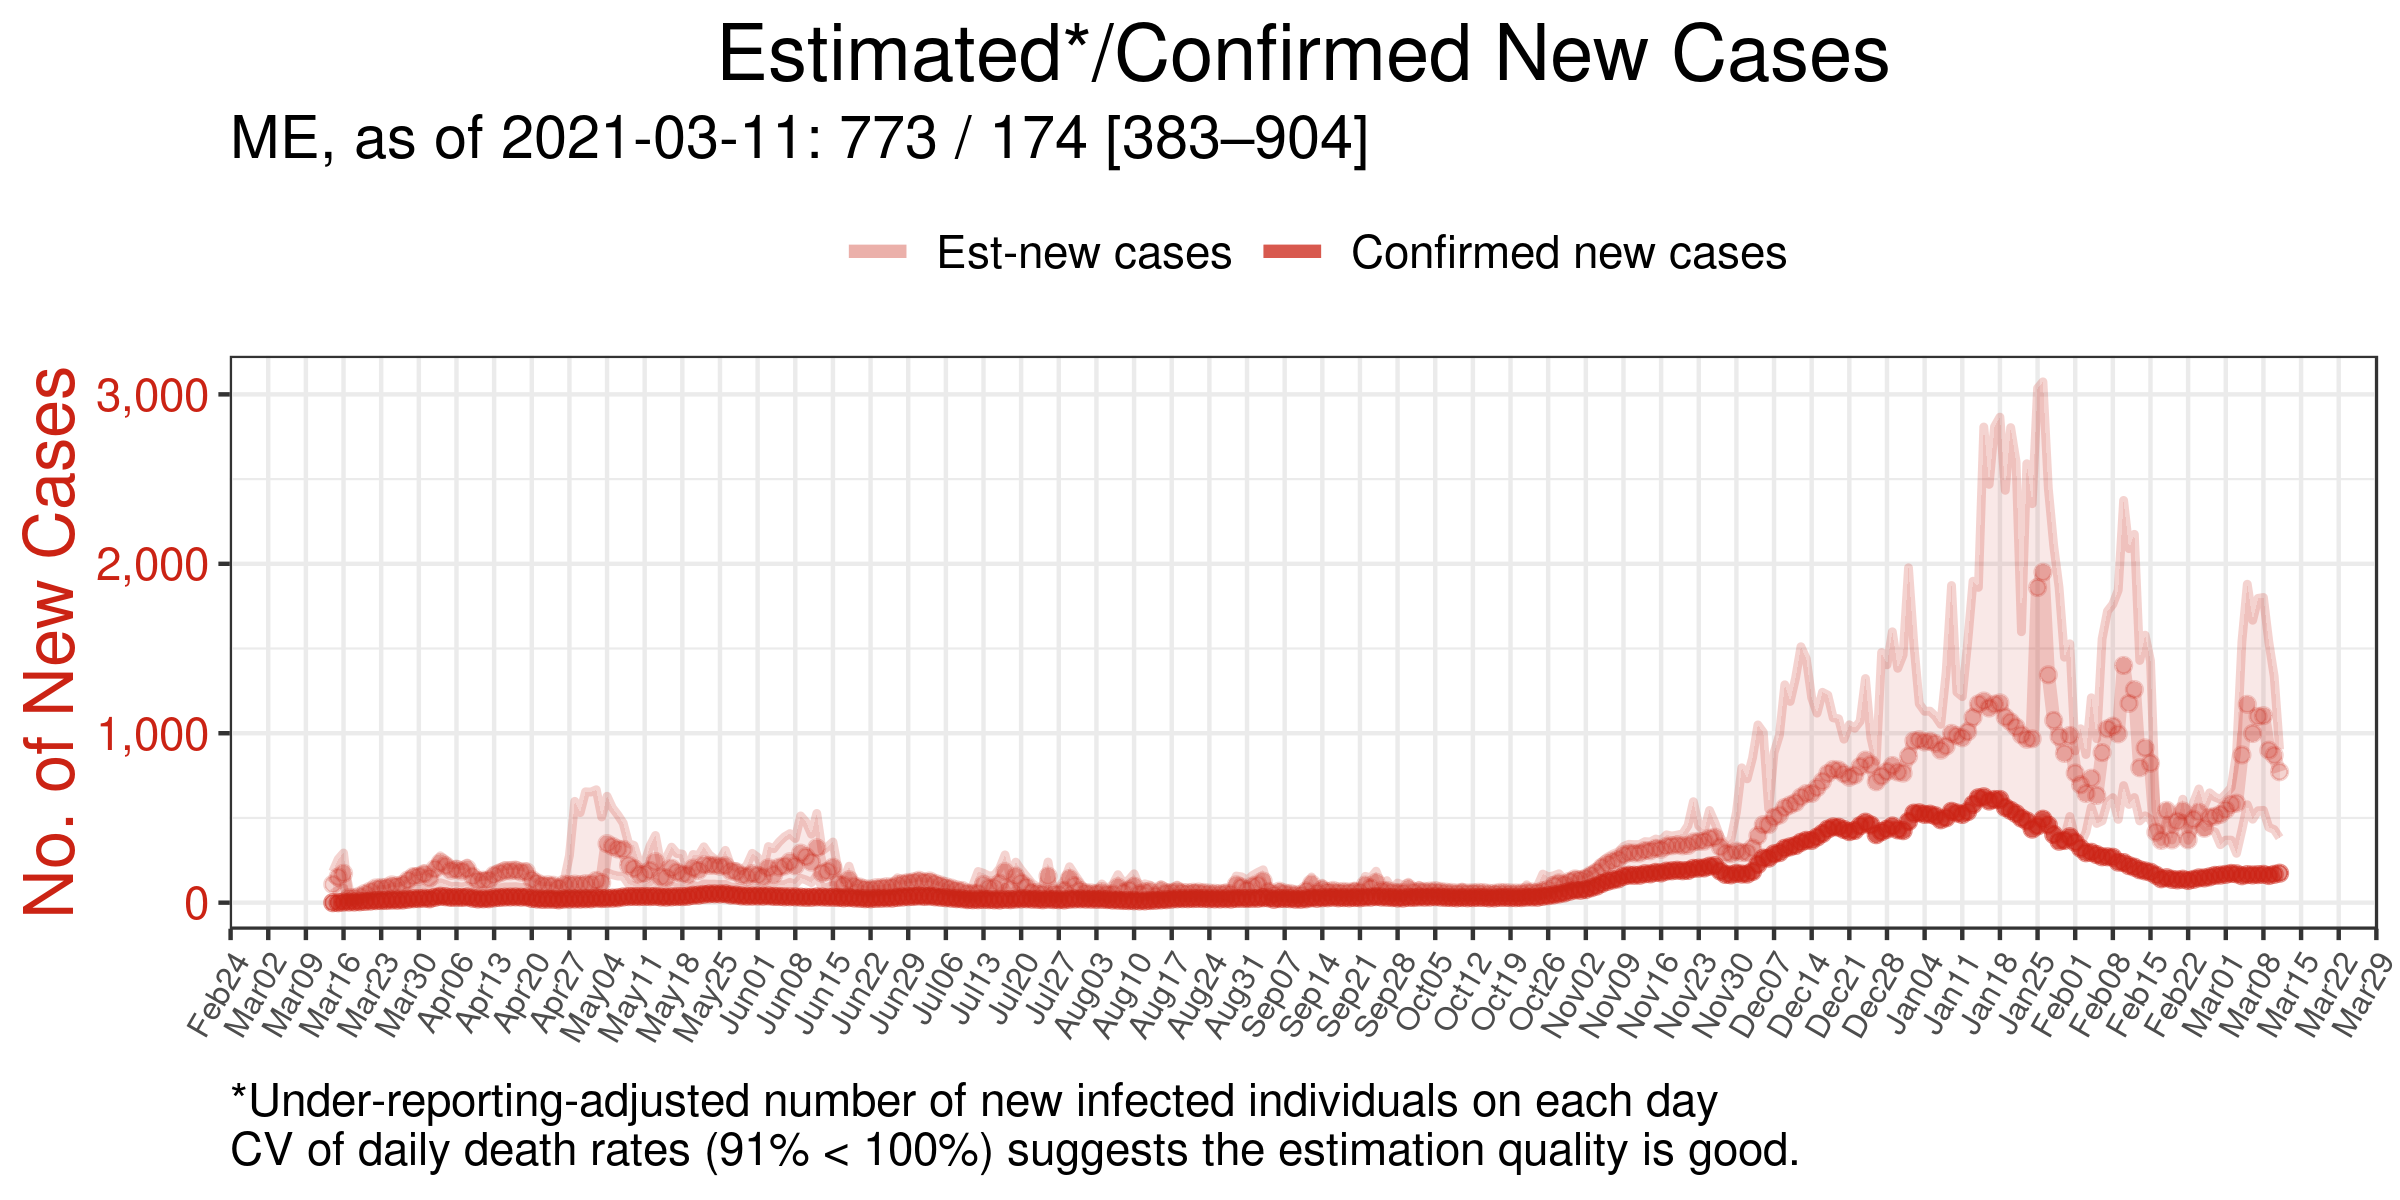 Estimated*/Confirmed New Cases
ME, as of 2021-03-11: 773 / 174 [383–904]
Est-new cases
Confirmed new cases
No. of New Cases
3,000
2,000
1,000
0
Feb24
Mar02
Mar09
Mar16
Mar23
Mar30
Apr06
Apr13
Apr20
Apr27
May04
May11
May18
May25
Jun01
Jun08
Jun15
Jun22
Jun29
Jul06
Jul13
Jul20
Jul27
Aug03
Aug10
Aug17
Aug24
Aug31
Sep07
Sep14
Sep21
Sep28
Oct05
Oct12
Oct19
Oct26
Nov02
Nov09
Nov16
Nov23
Nov30
Dec07
Dec14
Dec21
Dec28
Jan04
Jan11
Jan18
Jan25
Feb01
Feb08
Feb15
Feb22
Mar01
Mar08
Mar15
Mar22
Mar29
*Under-reporting-adjusted number of new infected individuals on each day
CV of daily death rates (91% < 100%) suggests the estimation quality is good.